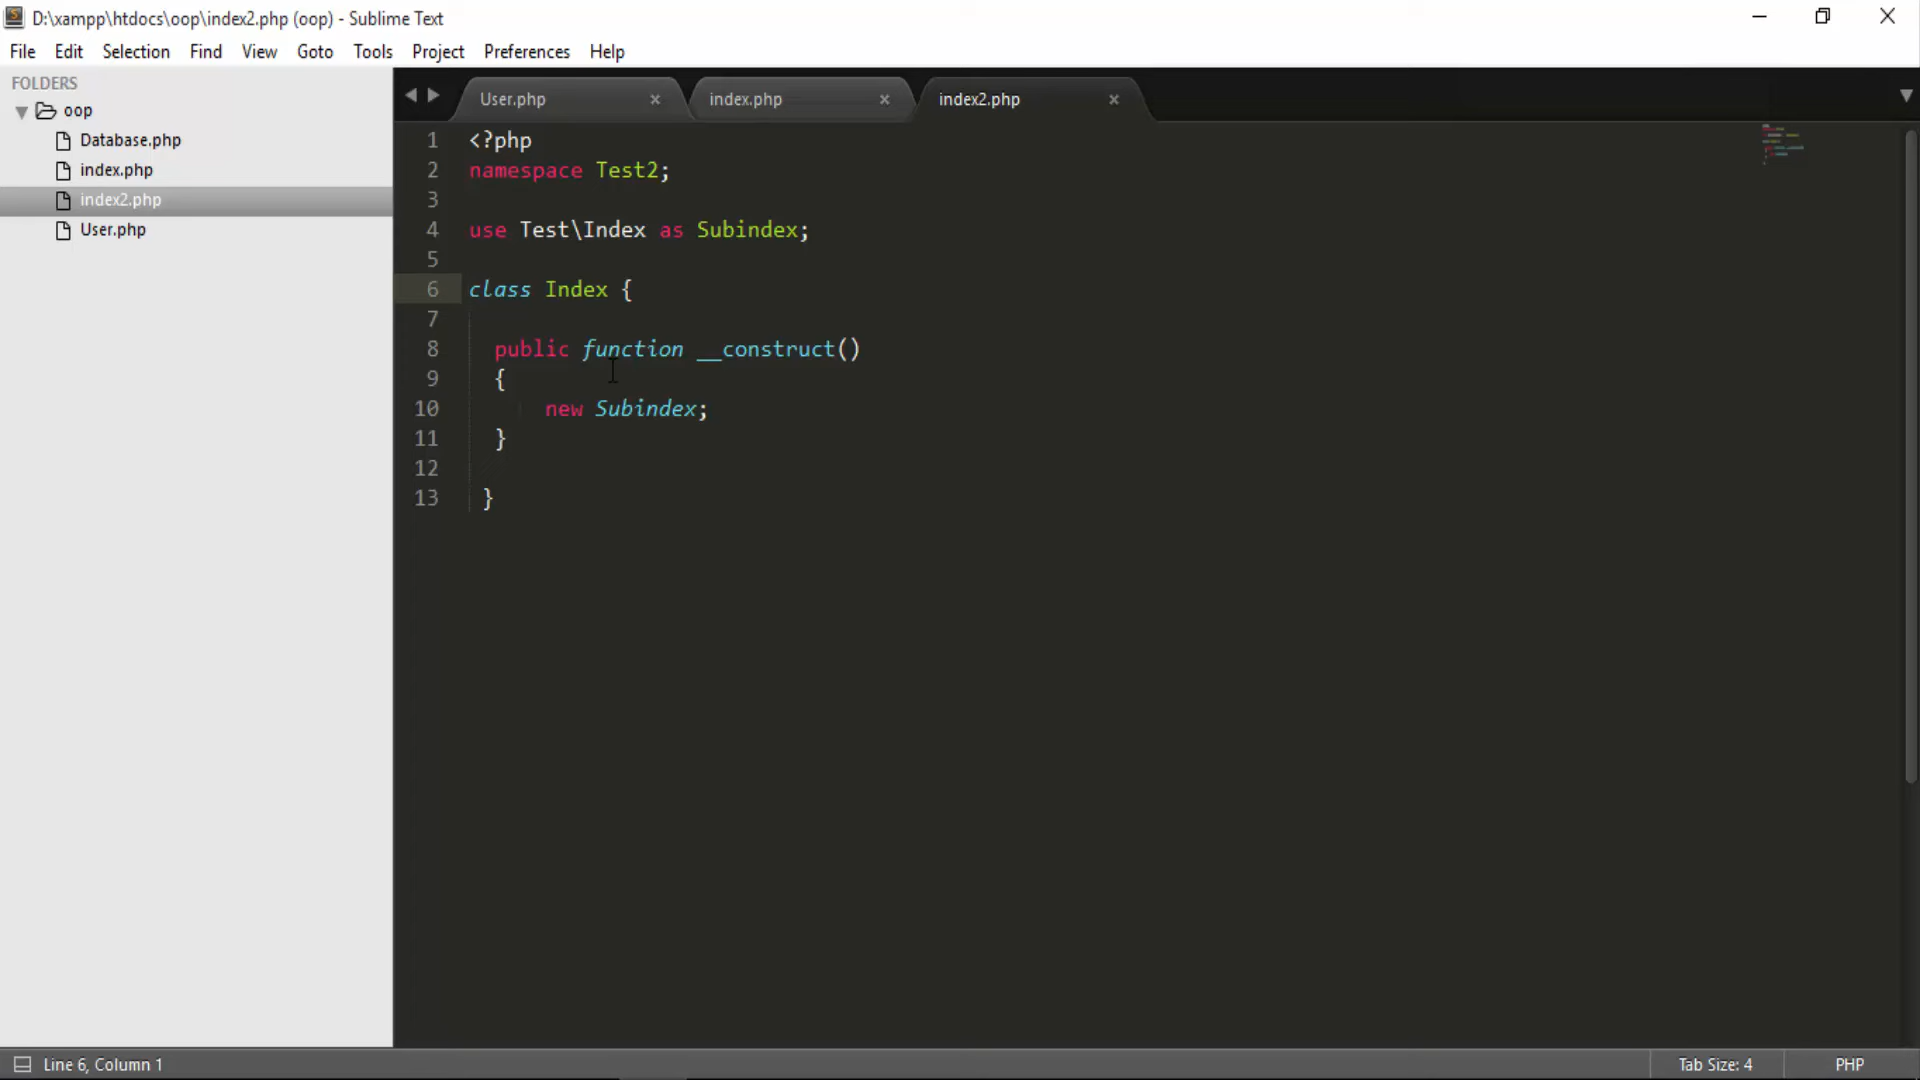 D:\xampp\htdocs\oop\index2.php (oop) - Sublime Text
File Edit Selection Find View Goto Tools Project Preferences Help
FOLDERS
oop
Database.php
index.php
index2.php
User.php
User.php × index.php × index2.php ×
1 <?php
2 namespace Test2;
3
4 use Test\Index as Subindex;
5
6 class Index {
7
8 public function __construct()
9 {
10 new Subindex;
11 }
12
13 }
Line 6, Column 1 Tab Size: 4 PHP